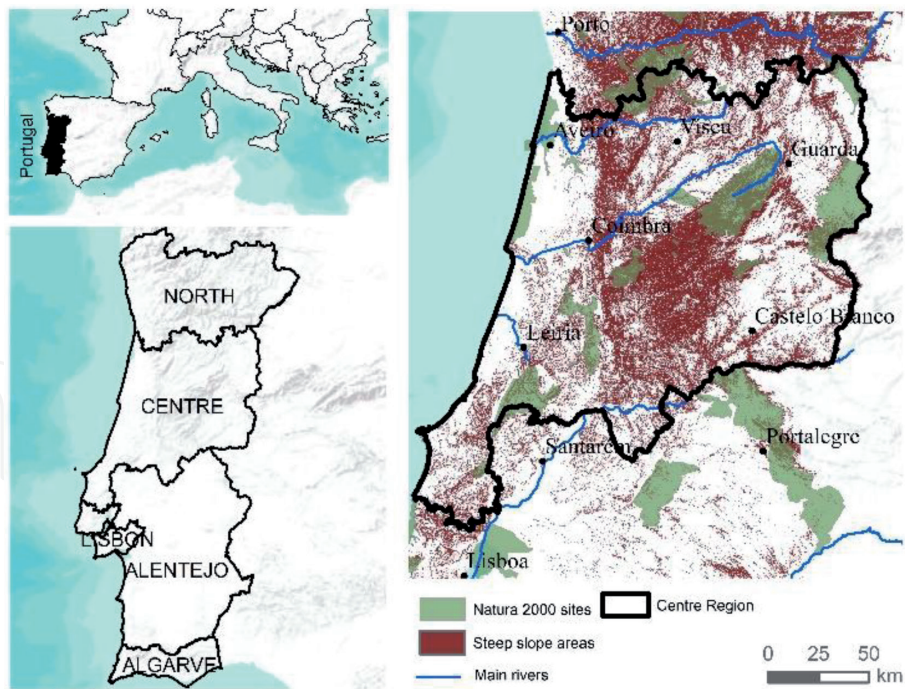 Portugal
NORTH
CENTRE
LISBON
ALENTEJO
ALGARVE
Porto
Aveiro
Viseu
Guarda
Coimbra
Castelo Branco
Leiria
Santarém
Portalegre
Lisboa
Natura 2000 sites
Centre Region
Steep slope areas
Main rivers
0 25 50
km